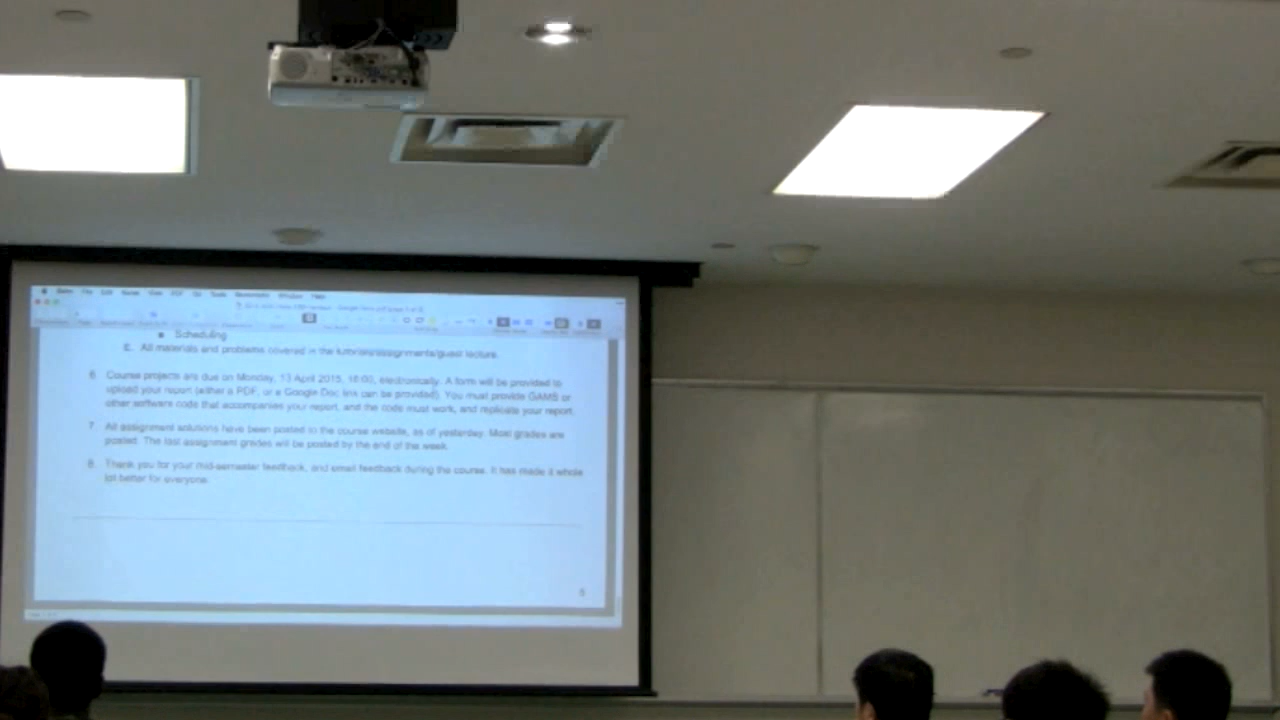 Scheduling
c. All materials and problems covered in the tutorials/assignments/guest lecture.
6. Course projects are due on Monday, 13 April 2015, 16:00, electronically. A form will be provided to
upload your report (either a PDF, or a Google Doc link can be provided). You must provide GAMS or
other software code that accompanies your report, and the code must work, and replicate your report.
7. All assignment solutions have been posted to the course website, as of yesterday. Most grades are
posted. The last assignment grades will be posted by the end of the week.
8. Thank you for your mid-semester feedback, and email feedback during the course. It has made it whole
lot better for everyone.
5